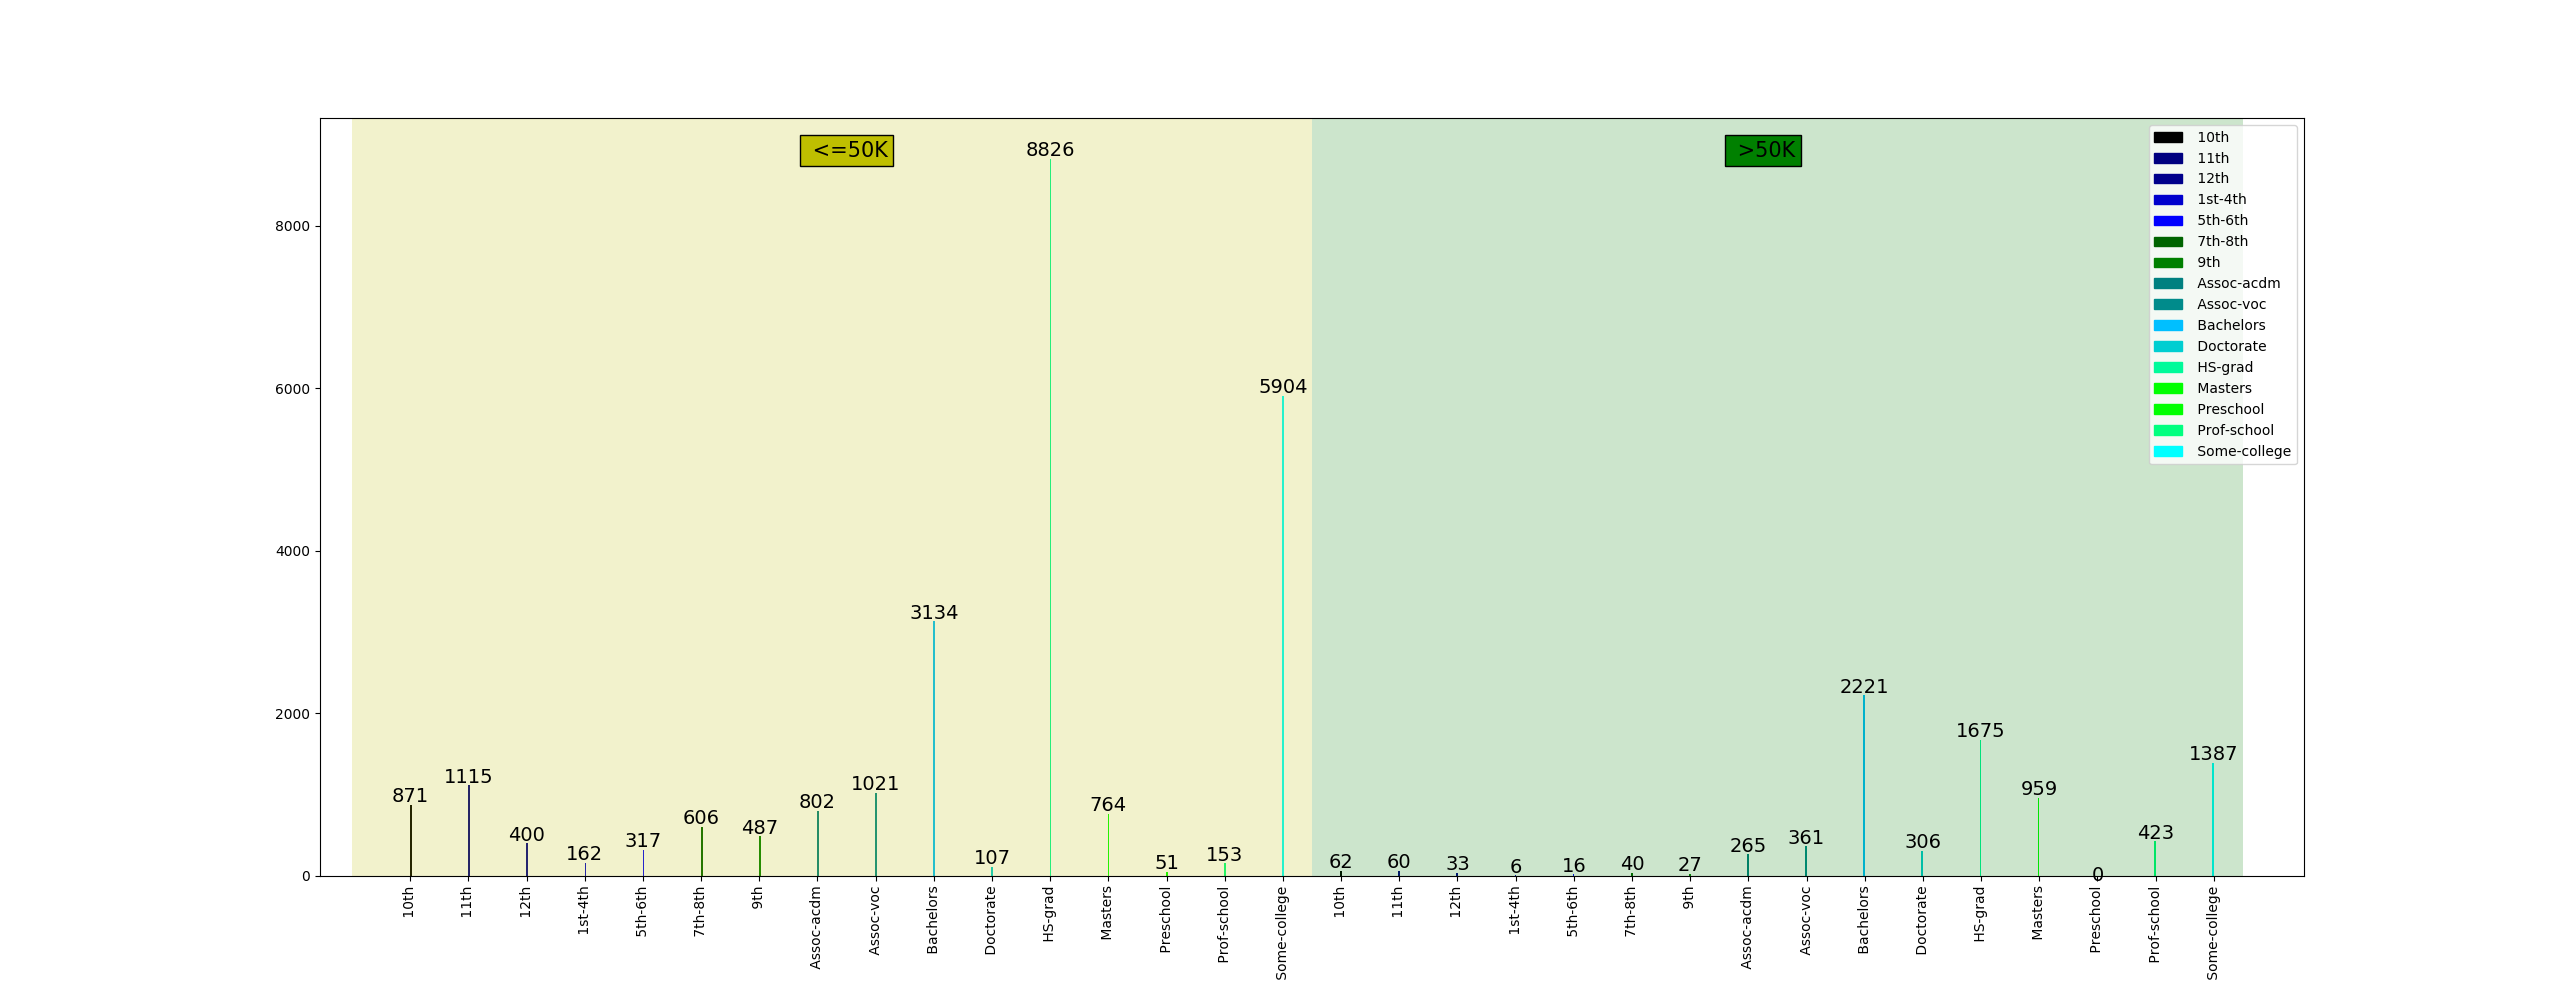 <=50K
>50K
8826
5904
3134
2221
1675
1387
1115
1021
959
871
802
764
606
487
423
400
361
317
306
265
162
153
107
51
62
60
33
6
16
40
27
0
8000
6000
4000
2000
0
10th
11th
12th
1st-4th
5th-6th
7th-8th
9th
Assoc-acdm
Assoc-voc
Bachelors
Doctorate
HS-grad
Masters
Preschool
Prof-school
Some-college
10th
11th
12th
1st-4th
5th-6th
7th-8th
9th
Assoc-acdm
Assoc-voc
Bachelors
Doctorate
HS-grad
Masters
Preschool
Prof-school
Some-college
10th
11th
12th
1st-4th
5th-6th
7th-8th
9th
Assoc-acdm
Assoc-voc
Bachelors
Doctorate
HS-grad
Masters
Preschool
Prof-school
Some-college